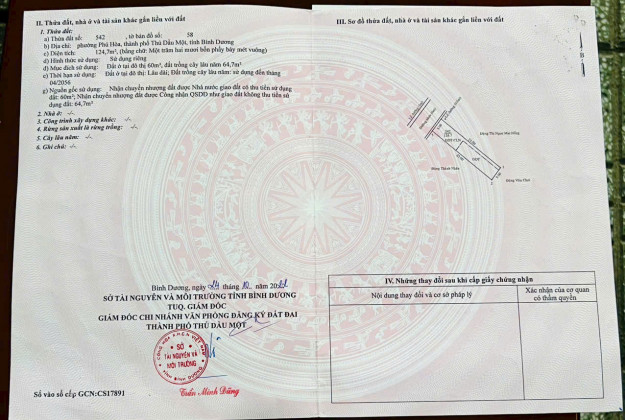 II. Thửa đất, nhà ở và tài sản khác gắn liền với đất
1. Thửa đất:
a) Thửa đất số: 542 , tờ bản đồ số: 58
b) Địa chỉ: phường Phú Hòa, thành phố Thủ Dầu Một, tỉnh Bình Dương
c) Diện tích: 124,7m², (bằng chữ: Một trăm hai mươi bốn phẩy bảy mét vuông)
d) Hình thức sử dụng: Sử dụng riêng
đ) Mục đích sử dụng: Đất ở tại đô thị 60m², đất trồng cây lâu năm 64,7m²
e) Thời hạn sử dụng: Đất ở tại đô thị: Lâu dài; Đất trồng cây lâu năm: sử dụng đến tháng
04/2056
g) Nguồn gốc sử dụng: Nhận chuyển nhượng đất được Nhà nước giao đất có thu tiền sử dụng
đất: 60m²; Nhận chuyển nhượng đất được Công nhận QSDĐ như giao đất không thu tiền sử
dụng đất: 64,7m²
2. Nhà ở: -/-
3. Công trình xây dựng khác: -/-
4. Rừng sản xuất là rừng trồng: -/-
5. Cây lâu năm: -/-
6. Ghi chú: -/-
Bình Dương, ngày 24 tháng 12 năm
SỞ TÀI NGUYÊN VÀ MÔI TRƯỜNG TỈNH BÌNH DƯƠNG
TUQ. GIÁM ĐỐC
GIÁM ĐỐC CHI NHÁNH VĂN PHÒNG ĐĂNG KÝ ĐẤT ĐAI
THÀNH PHỐ THỦ DẦU MỘT
SỞ
TÀI NGUYÊN VÀ
MÔI TRƯỜNG
TỈNH BÌNH DƯƠNG
Trần Minh Dũng
Số vào sổ cấp GCN:CS17891
III. Sơ đồ thửa đất, nhà ở và tài sản khác gắn liền với đất
IV. Những thay đổi sau khi cấp giấy chứng nhận
Nội dung thay đổi và cơ sở pháp lý
Xác nhận của cơ quan
có thẩm quyền